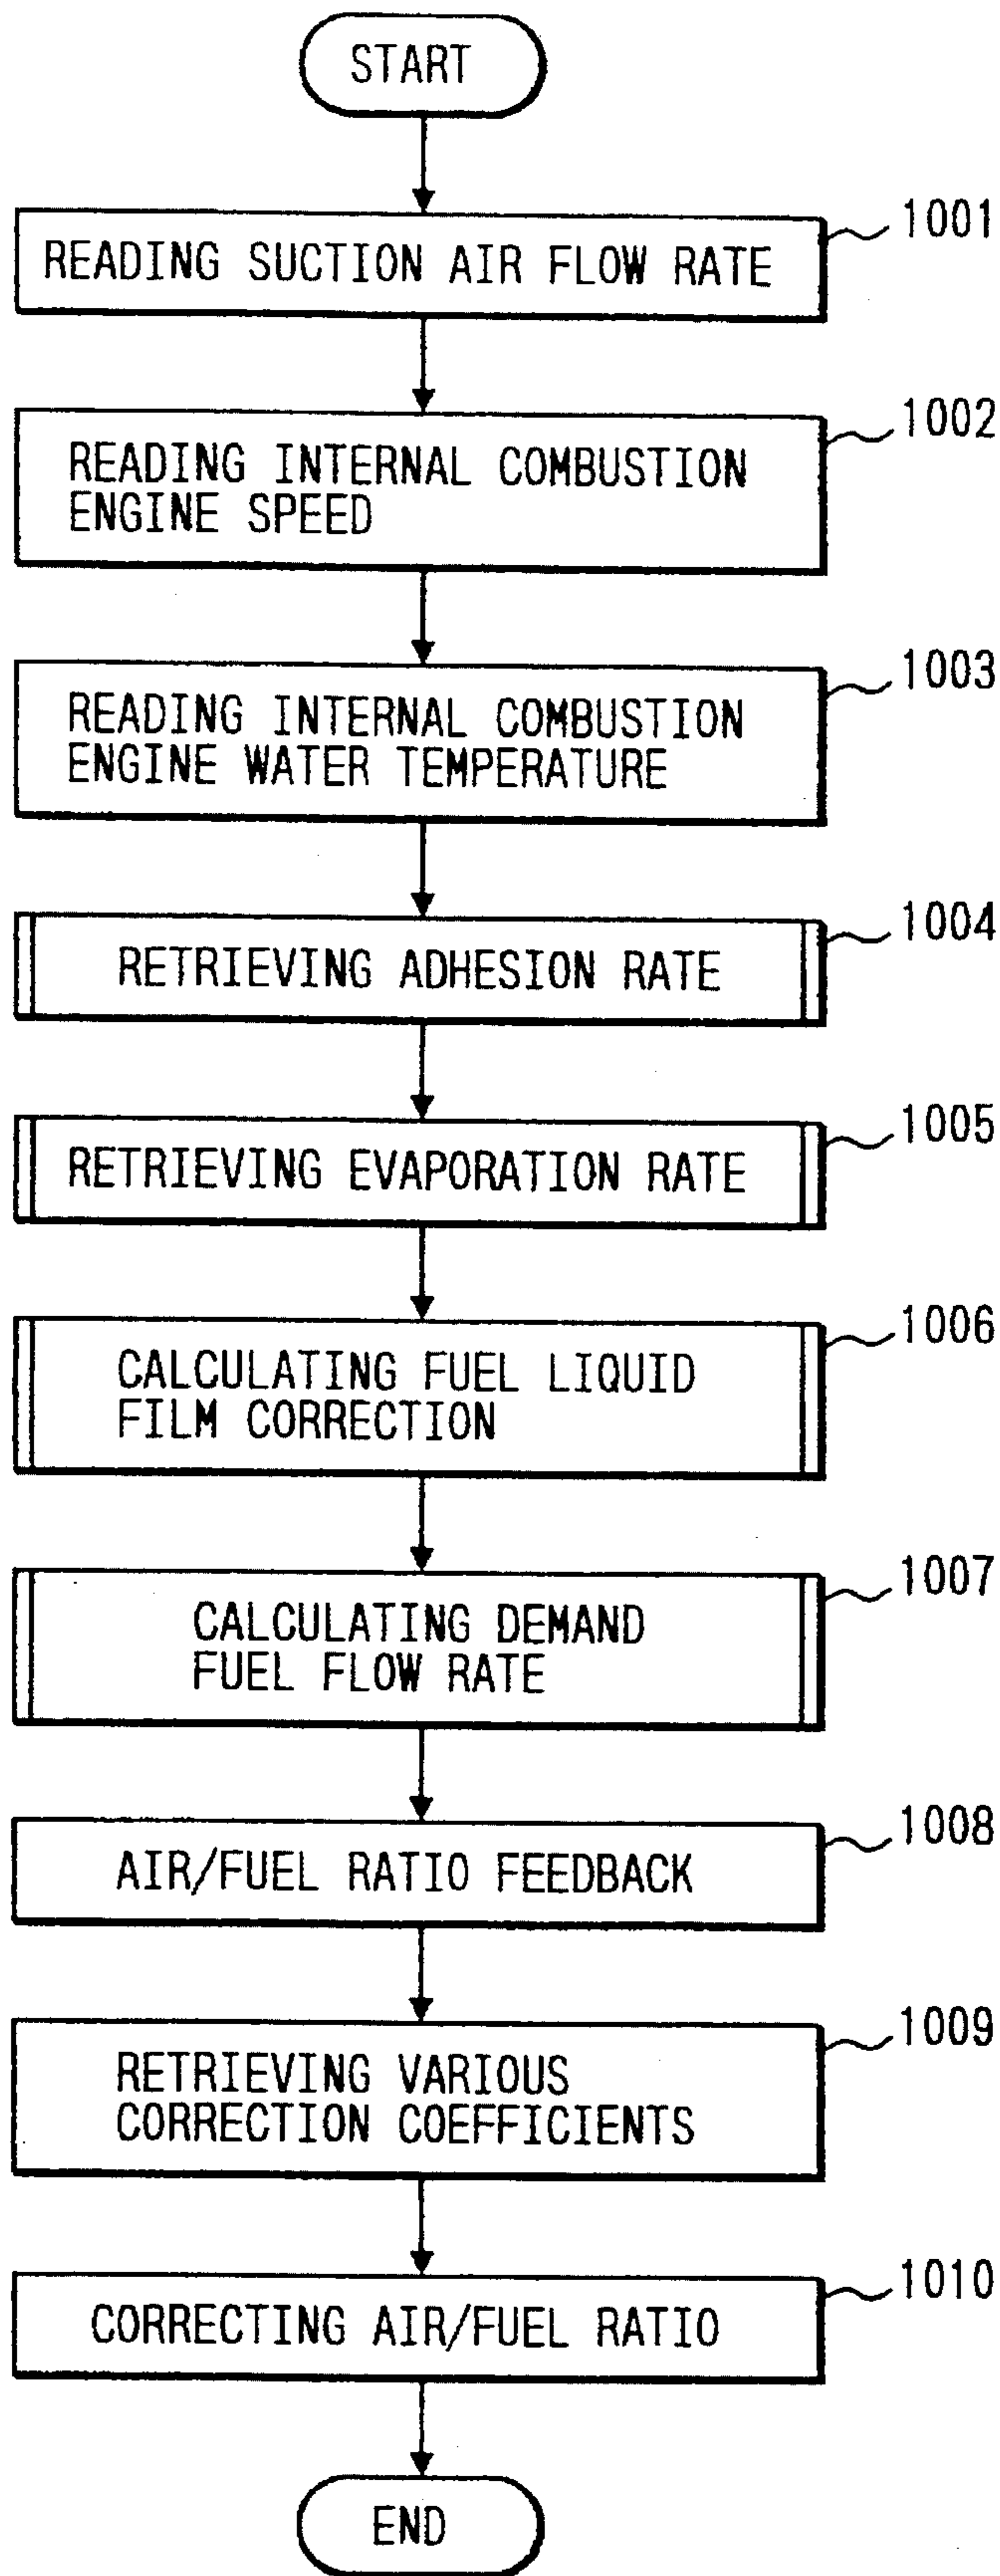 START
READING SUCTION AIR FLOW RATE
1001
READING INTERNAL COMBUSTION
ENGINE SPEED
1002
READING INTERNAL COMBUSTION
ENGINE WATER TEMPERATURE
1003
RETRIEVING ADHESION RATE
1004
RETRIEVING EVAPORATION RATE
1005
CALCULATING FUEL LIQUID
FILM CORRECTION
1006
CALCULATING DEMAND
FUEL FLOW RATE
1007
AIR/FUEL RATIO FEEDBACK
1008
RETRIEVING VARIOUS
CORRECTION COEFFICIENTS
1009
CORRECTING AIR/FUEL RATIO
1010
END